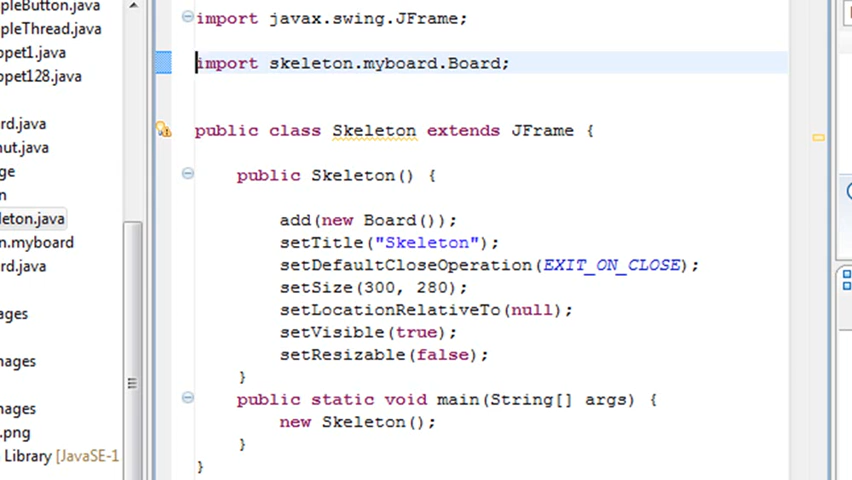 pleButton.java
pleThread.java
ppet1.java
ppet128.java
rd.java
nut.java
ge
n
leton.java
n.myboard
rd.java
ages
mages
mages
.png
Library [JavaSE-1
import javax.swing.JFrame;
import skeleton.myboard.Board;
public class Skeleton extends JFrame {
public Skeleton() {
add(new Board());
setTitle("Skeleton");
setDefaultCloseOperation(EXIT_ON_CLOSE);
setSize(300, 280);
setLocationRelativeTo(null);
setVisible(true);
setResizable(false);
}
public static void main(String[] args) {
new Skeleton();
}
}